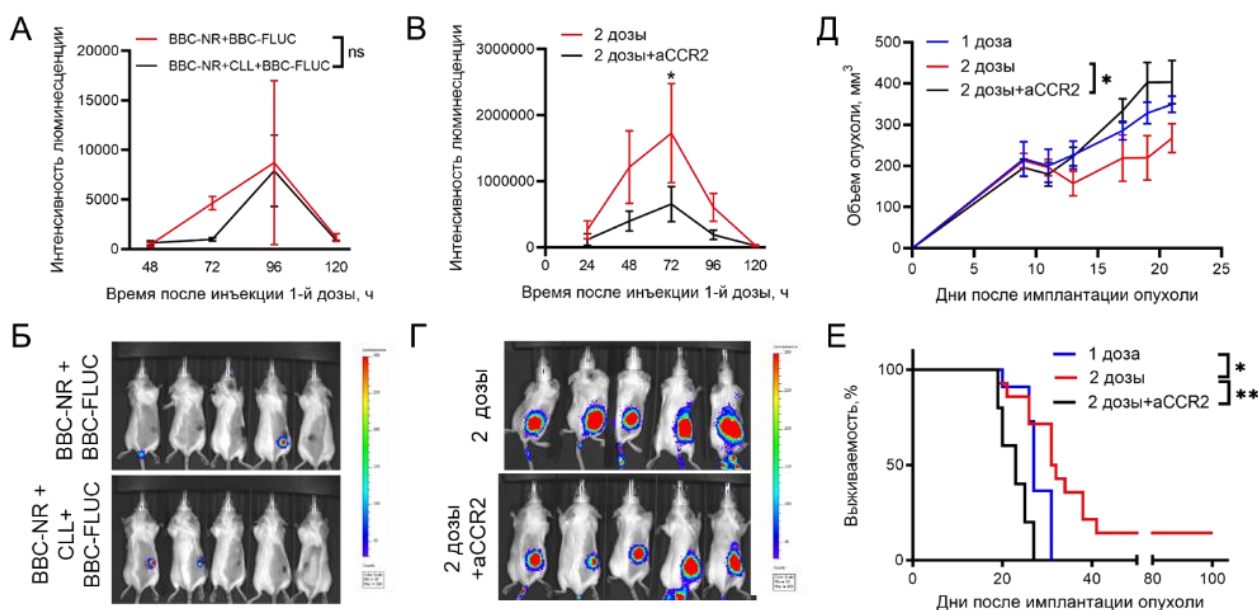 А
BBC-NR+BBC-FLUC
BBC-NR+CLL+BBC-FLUC
ns
Интенсивность люминесценции
20000
15000
10000
5000
0
48 72 96 120
Время после инъекции 1-й дозы, ч
В
2 дозы
2 дозы+aCCR2
*
Интенсивность люминесценции
3000000
2000000
1000000
0
0 24 48 72 96 120
Время после инъекции 1-й дозы, ч
Д
1 доза
2 дозы
2 дозы+aCCR2
*
Объем опухоли, мм³
500
400
300
200
100
0
0 5 10 15 20 25
Дни после имплантации опухоли
Б
BBC-NR +
BBC-FLUC
BBC-NR +
CLL+
BBC-FLUC
Г
2 дозы
2 дозы
+aCCR2
Е
1 доза
2 дозы
2 дозы+aCCR2
*
**
Выживаемость, %
100
50
0
0 20 40 80 100
Дни после имплантации опухоли